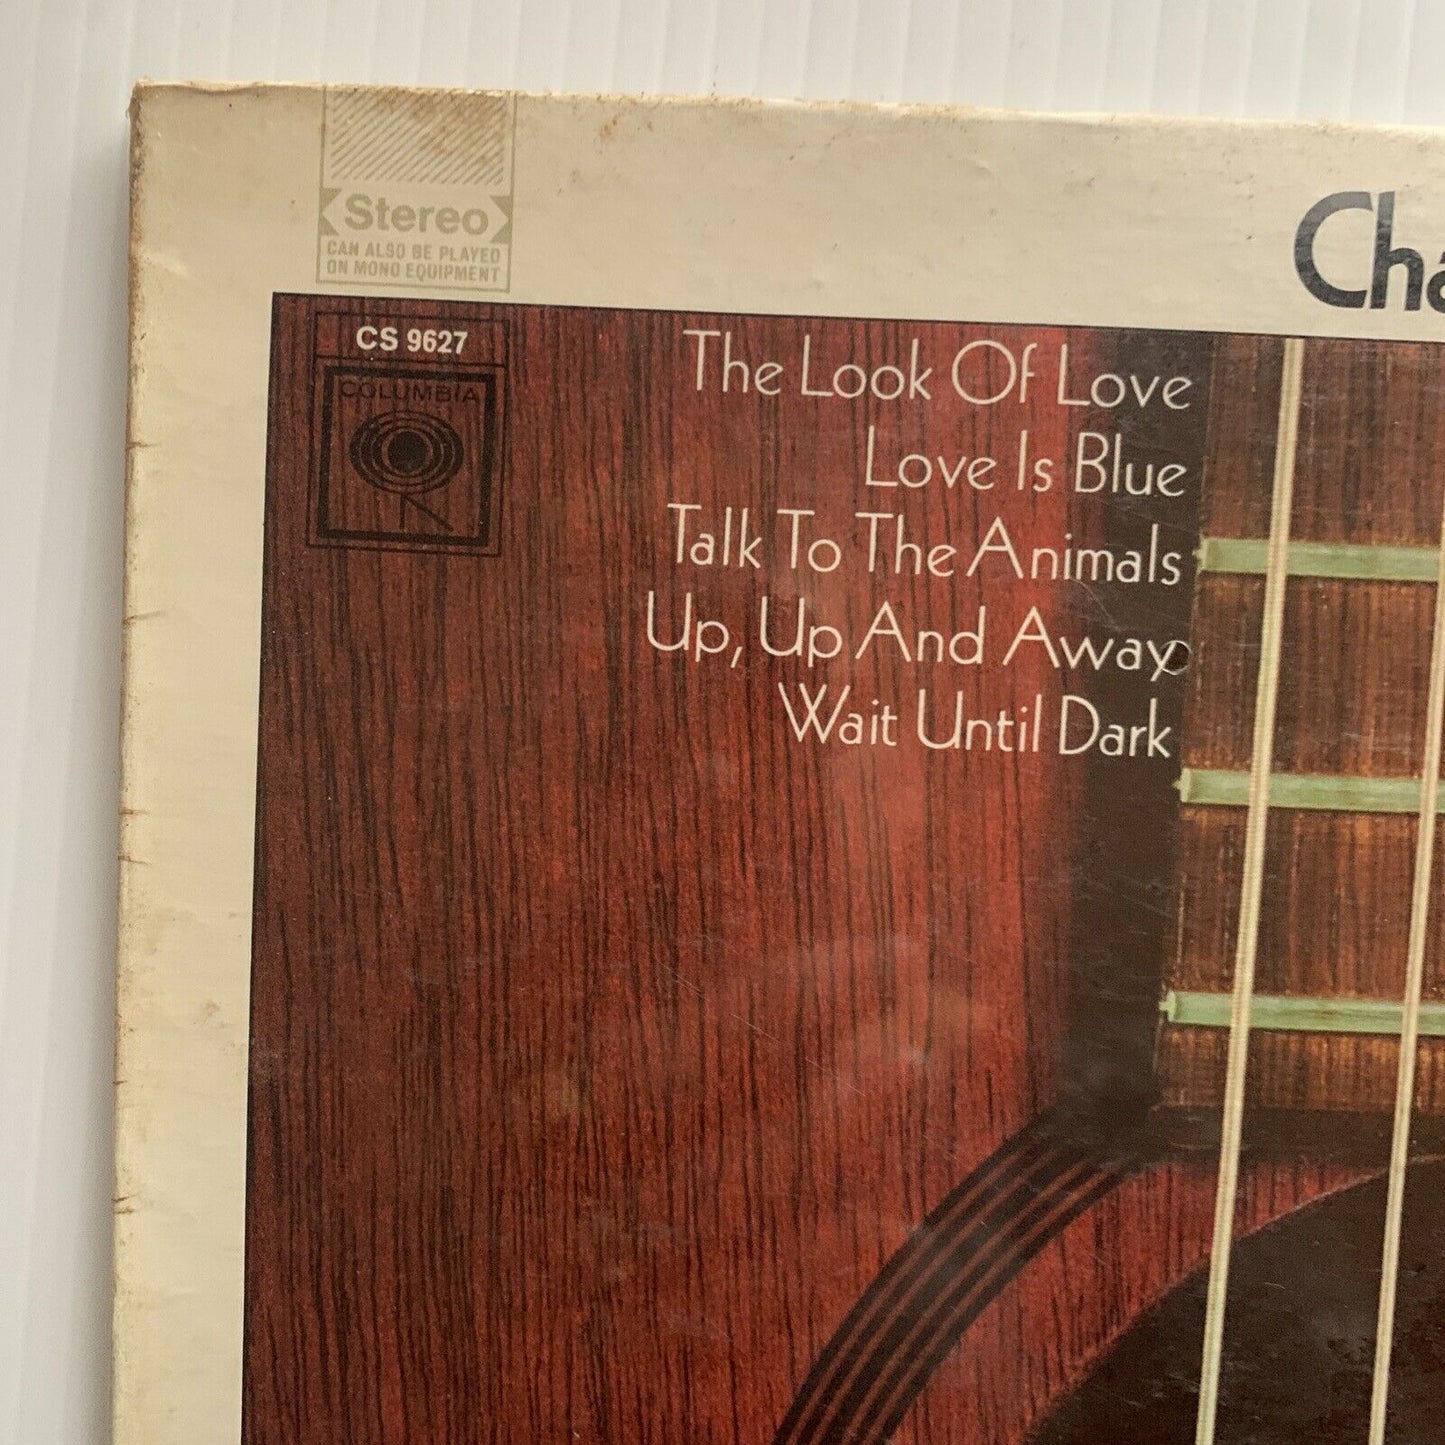 Stereo
CAN ALSO BE PLAYED
ON MONO EQUIPMENT
Cha
CS 9627
COLUMBIA
The Look Of Love
Love Is Blue
Talk To The Animals
Up, Up And Away
Wait Until Dark